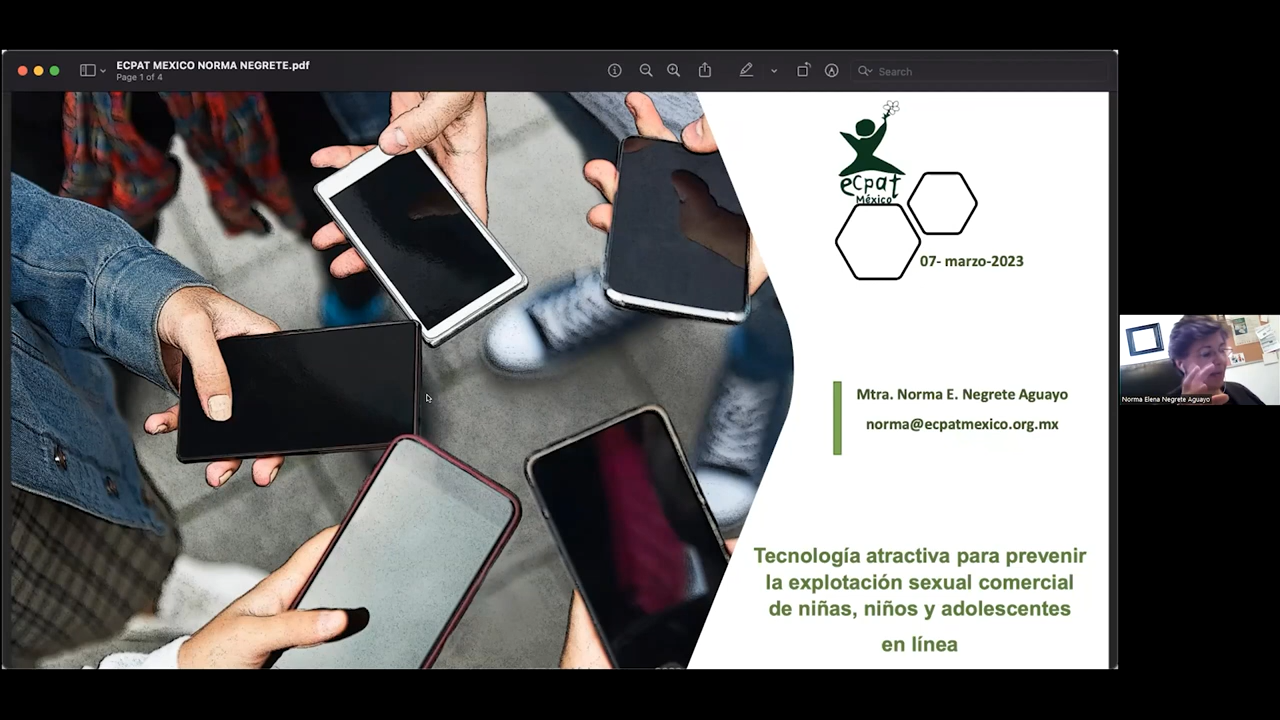 ECPAT MEXICO NORMA NEGRETE.pdf
Page 1 of 4
Search
eCpat
México
07- marzo-2023
Mtra. Norma E. Negrete Aguayo
norma@ecpatmexico.org.mx
Tecnología atractiva para prevenir
la explotación sexual comercial
de niñas, niños y adolescentes
en línea
Norma Elena Negrete Aguayo